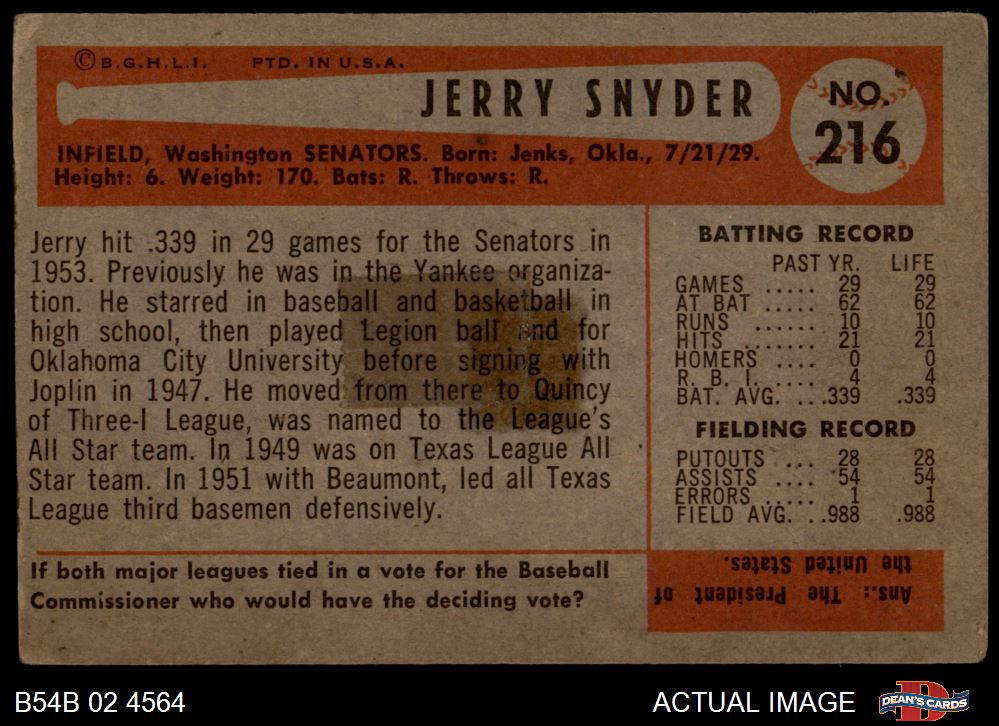 © B.G.H.L.I. PTD. IN U.S.A.
JERRY SNYDER
NO.
216
INFIELD, Washington SENATORS. Born: Jenks, Okla., 7/21/29.
Height: 6. Weight: 170. Bats: R. Throws: R.
Jerry hit .339 in 29 games for the Senators in
1953. Previously he was in the Yankee organiza-
tion. He starred in baseball and basketball in
high school, then played Legion ball and for
Oklahoma City University before signing with
Joplin in 1947. He moved from there to Quincy
of Three-I League, was named to the League's
All Star team. In 1949 was on Texas League All
Star team. In 1951 with Beaumont, led all Texas
League third basemen defensively.
BATTING RECORD
PAST YR. LIFE
GAMES ..... 29 29
AT BAT ..... 62 62
RUNS ...... 10 10
HITS ....... 21 21
HOMERS .... 0 0
R. B. I. .... 4 4
BAT. AVG. ...339 .339
FIELDING RECORD
PUTOUTS ... 28 28
ASSISTS .... 54 54
ERRORS ..... 1 1
FIELD AVG. ..988 .988
If both major leagues tied in a vote for the Baseball
Commissioner who would have the deciding vote?
Ans.: The President of
the United States.
B54B 02 4564
ACTUAL IMAGE
DEAN'S CARDS